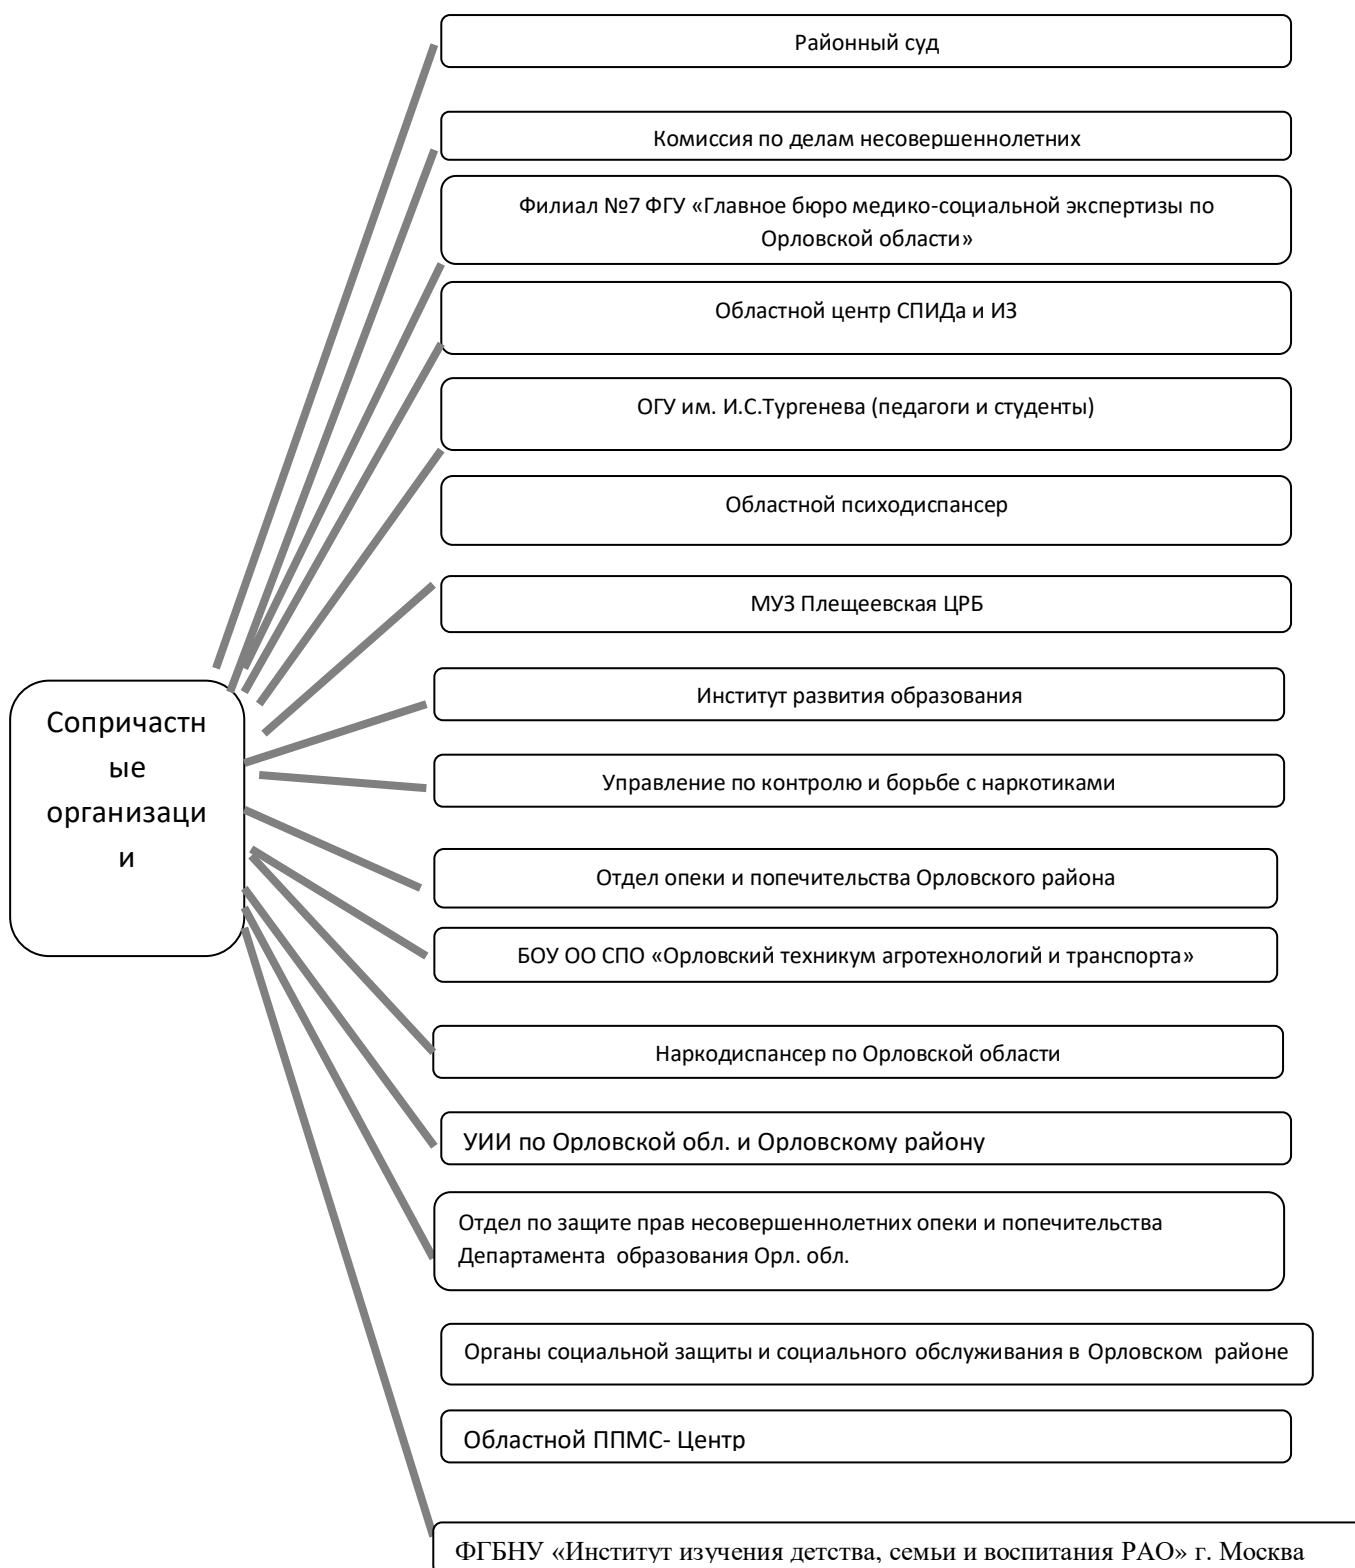 Районный суд
Комиссия по делам несовершеннолетних
Филиал №7 ФГУ «Главное бюро медико-социальной экспертизы по
Орловской области»
Областной центр СПИДа и ИЗ
ОГУ им. И.С.Тургенева (педагоги и студенты)
Областной психодиспансер
МУЗ Плещеевская ЦРБ
Институт развития образования
Сопричастн
ые
организаци
и
Управление по контролю и борьбе с наркотиками
Отдел опеки и попечительства Орловского района
БОУ ОО СПО «Орловский техникум агротехнологий и транспорта»
Наркодиспансер по Орловской области
УИИ по Орловской обл. и Орловскому району
Отдел по защите прав несовершеннолетних опеки и попечительства
Департамента образования Орл. обл.
Органы социальной защиты и социального обслуживания в Орловском районе
Областной ППМС- Центр
ФГБНУ «Институт изучения детства, семьи и воспитания РАО» г. Москва